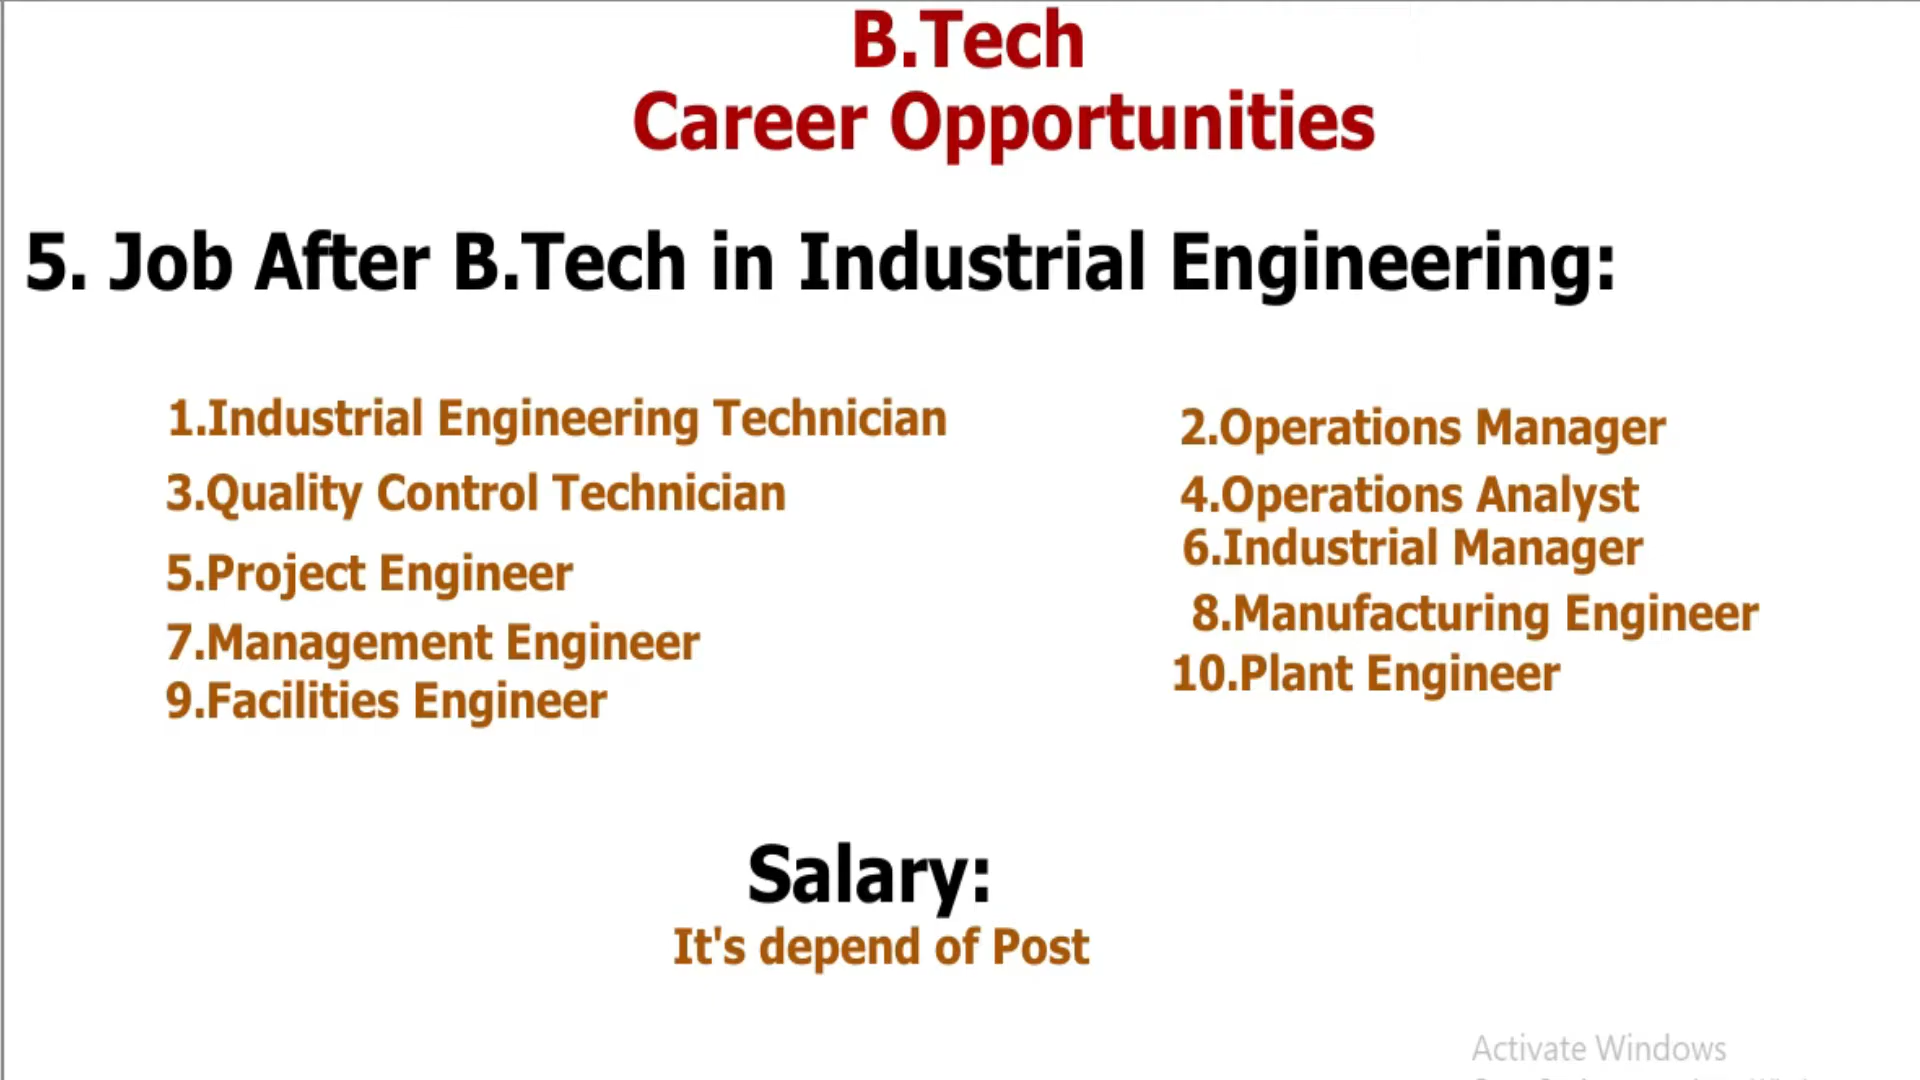 B.Tech
Career Opportunities
5. Job After B.Tech in Industrial Engineering:
1.Industrial Engineering Technician
2.Operations Manager
3.Quality Control Technician
4.Operations Analyst
5.Project Engineer
6.Industrial Manager
7.Management Engineer
8.Manufacturing Engineer
9.Facilities Engineer
10.Plant Engineer
Salary:
It's depend of Post
Activate Windows